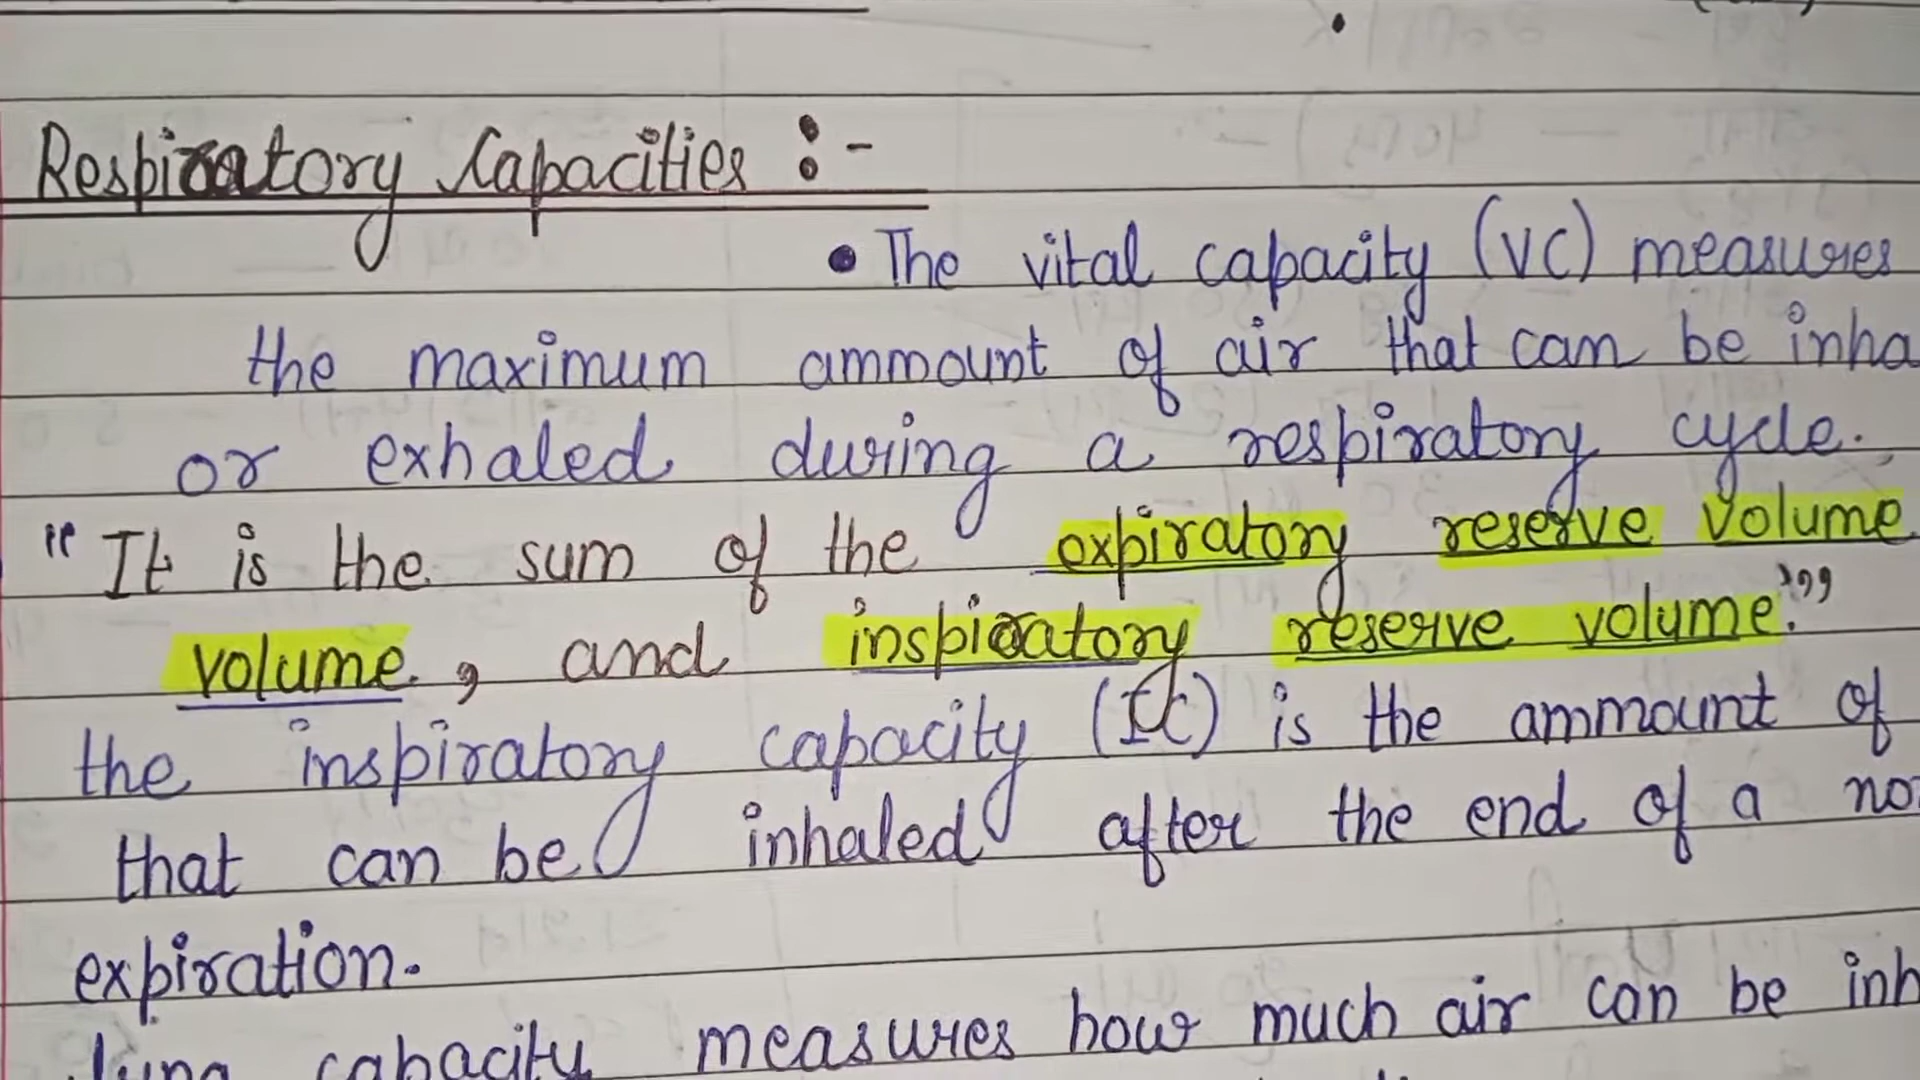 Respiratory Capacities :-
• The vital capacity (VC) measures
the maximum ammount of air that can be inha
or exhaled during a respiratory cycle.
" It is the sum of the expiratory reserve volume
volume, and inspiratory reserve volume."
the inspiratory capacity (IC) is the ammount of
that can be inhaled after the end of a no
expiration.
lung capacity measures how much air can be inh